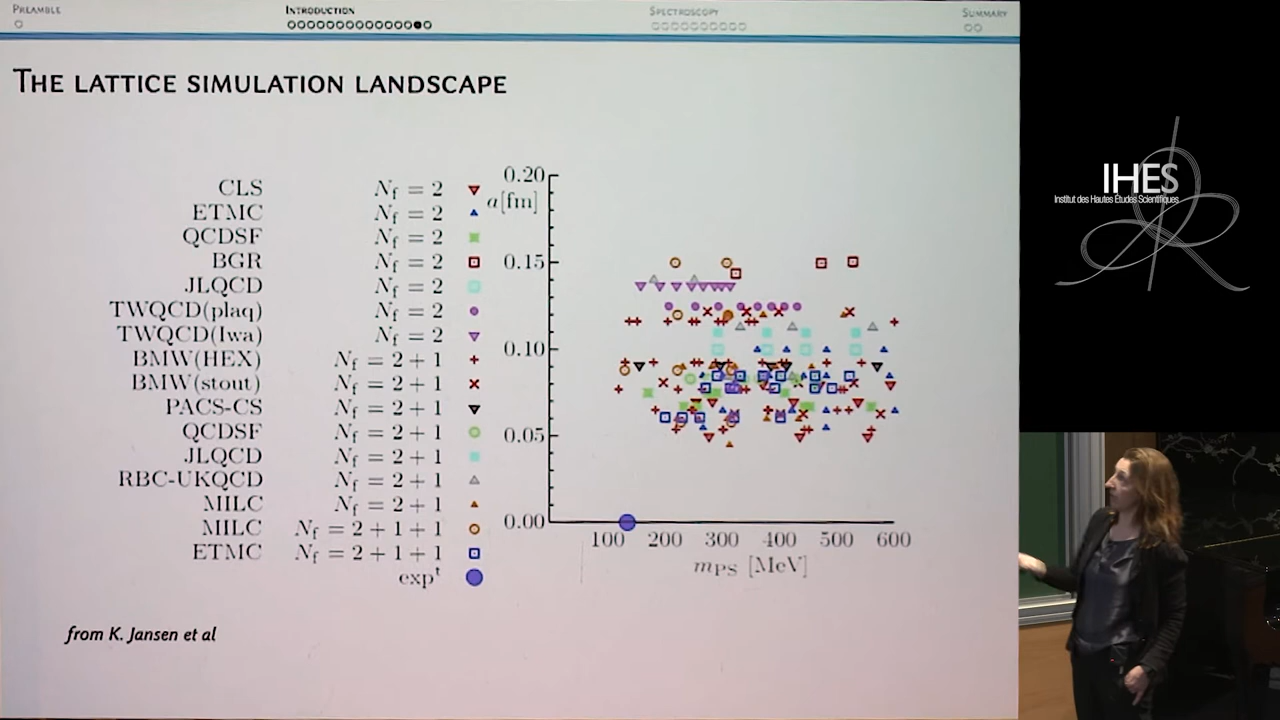 PREAMBLE
INTRODUCTION
SPECTROSCOPY
SUMMARY
THE LATTICE SIMULATION LANDSCAPE
CLS N_f = 2
ETMC N_f = 2
QCDSF N_f = 2
BGR N_f = 2
JLQCD N_f = 2
TWQCD(plaq) N_f = 2
TWQCD(Iwa) N_f = 2
BMW(HEX) N_f = 2 + 1
BMW(stout) N_f = 2 + 1
PACS-CS N_f = 2 + 1
QCDSF N_f = 2 + 1
JLQCD N_f = 2 + 1
RBC-UKQCD N_f = 2 + 1
MILC N_f = 2 + 1
MILC N_f = 2 + 1 + 1
ETMC N_f = 2 + 1 + 1
exp^t
0.20
a[fm]
0.15
0.10
0.05
0.00
100 200 300 400 500 600
m_PS [MeV]
from K. Jansen et al
IHES
Institut des Hautes Études Scientifiques